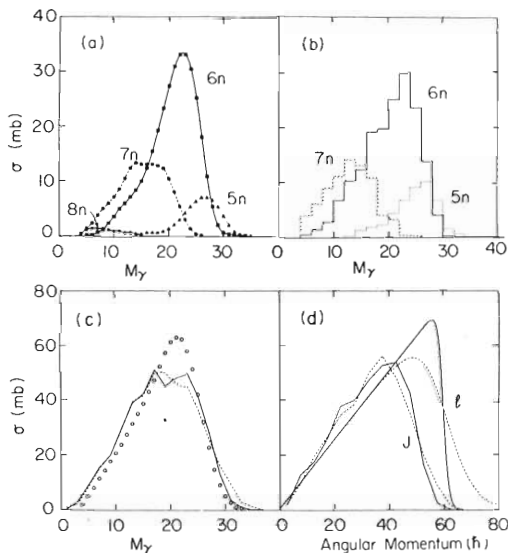 σ (mb)
40
30
20
10
0
(a)
6n
7n
8n
5n
0 10 20 30
Mγ
(b)
6n
7n
5n
0 10 20 30 40
Mγ
σ (mb)
80
60
40
20
0
(c)
10 20 30
Mγ
(d)
J
ℓ
0 20 40 60 80
Angular Momentum (ħ)